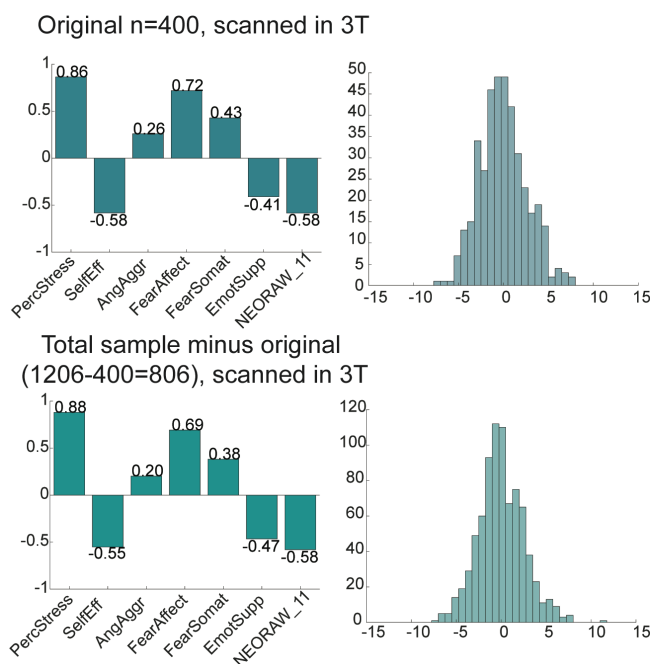 Original n=400, scanned in 3T
1
0.5
0
-0.5
-1
0.86
-0.58
0.26
0.72
0.43
-0.41
-0.58
PercStress
SelfEff
AngAggr
FearAffect
FearSomat
EmotSupp
NEORAW_11
50
45
40
35
30
25
20
15
10
5
0
-15 -10 -5 0 5 10 15
Total sample minus original
(1206-400=806), scanned in 3T
1
0.5
0
-0.5
-1
0.88
-0.55
0.20
0.69
0.38
-0.47
-0.58
PercStress
SelfEff
AngAggr
FearAffect
FearSomat
EmotSupp
NEORAW_11
120
100
80
60
40
20
0
-15 -10 -5 0 5 10 15